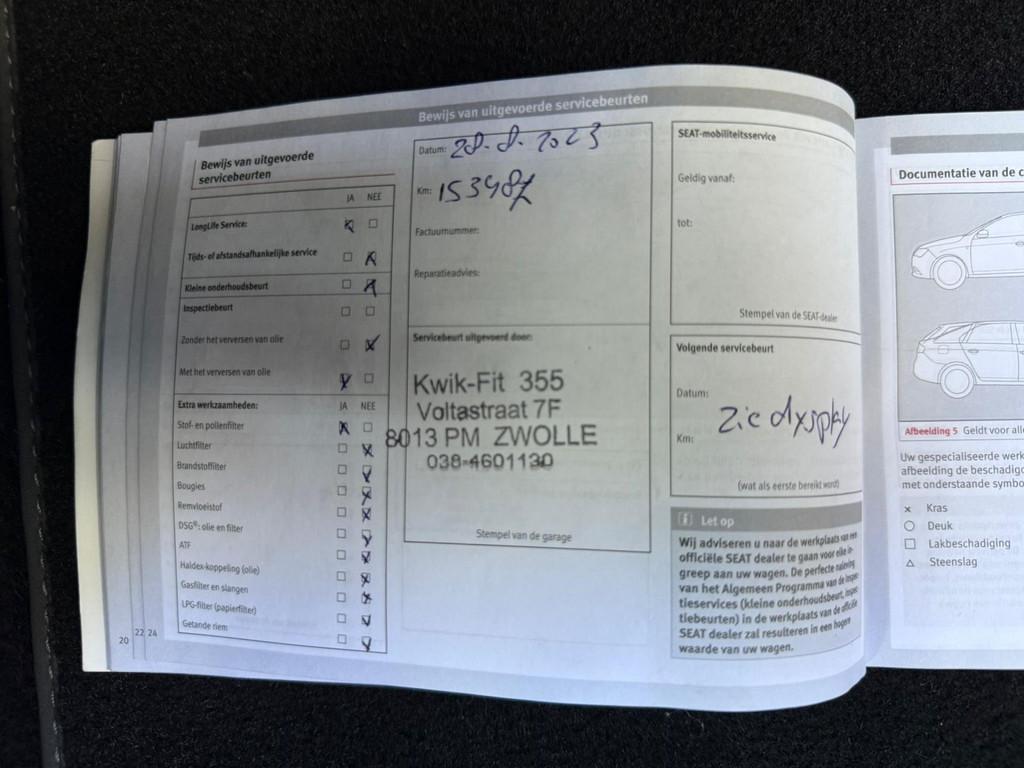 Bewijs van uitgevoerde servicebeurten
Bewijs van uitgevoerde
servicebeurten
JA NEE
LongLife Service:
Tijds- of afstandsafhankelijke service
Kleine onderhoudsbeurt
Inspectiebeurt
Zonder het verversen van olie
Met het verversen van olie
Extra werkzaamheden: JA NEE
Stof- en pollenfilter
Luchtfilter
Brandstoffilter
Bougies
Remvloeistof
DSG®: olie en filter
ATF
Haldex-koppeling (olie)
Gasfilter en slangen
LPG-filter (papierfilter)
Getande riem
20 22 24
Datum: 28-8-2023
Km:
Factuurnummer:
Reparatieadvies:
Servicebeurt uitgevoerd door:
Kwik-Fit 355
Voltastraat 7F
8013 PM ZWOLLE
038-4601130
Stempel van de garage
SEAT-mobiliteitsservice
Geldig vanaf:
tot:
Stempel van de SEAT-dealer
Volgende servicebeurt
Datum:
Zie dysplay
Km:
(wat als eerste bereikt word)
Let op
Wij adviseren u naar de werkplaats van een
officiële SEAT dealer te gaan voor elke in-
greep aan uw wagen. De perfecte naleving
van het Algemeen Programma van de Inspec-
tieservices (kleine onderhoudsbeurt, inspec-
tiebeurten) in de werkplaats van de officiële
SEAT dealer zal resulteren in een hogere
waarde van uw wagen.
Documentatie van de c
Afbeelding 5 Geldt voor alle
Uw gespecialiseerde werk
afbeelding de beschadigd
met onderstaande symbo
× Kras
○ Deuk
□ Lakbeschadiging
△ Steenslag